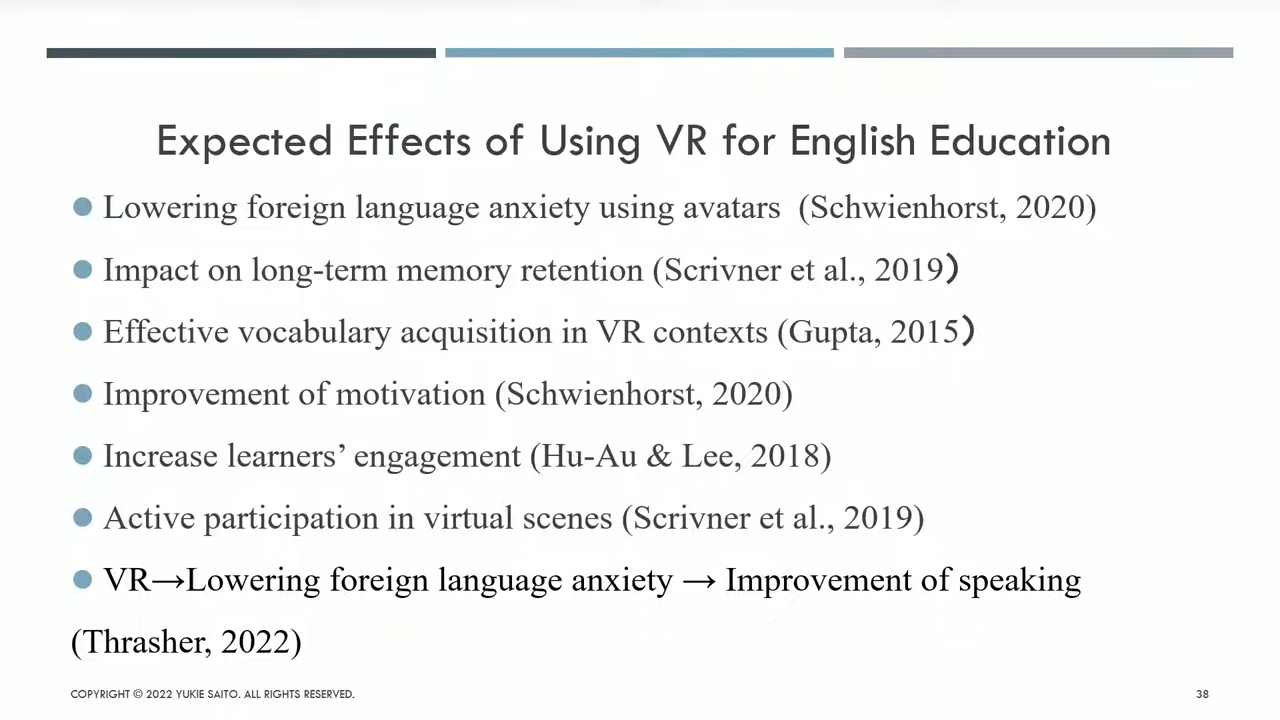 Expected Effects of Using VR for English Education
● Lowering foreign language anxiety using avatars  (Schwienhorst, 2020)
● Impact on long-term memory retention (Scrivner et al., 2019）
● Effective vocabulary acquisition in VR contexts (Gupta, 2015）
● Improvement of motivation (Schwienhorst, 2020)
● Increase learners’ engagement (Hu-Au & Lee, 2018)
● Active participation in virtual scenes (Scrivner et al., 2019)
● VR→Lowering foreign language anxiety → Improvement of speaking
(Thrasher, 2022)
COPYRIGHT © 2022 YUKIE SAITO. ALL RIGHTS RESERVED.
38